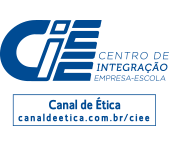 CIEE
CENTRO DE
INTEGRAÇÃO
EMPRESA-ESCOLA
Canal de Ética
canaldeetica.com.br/ciee